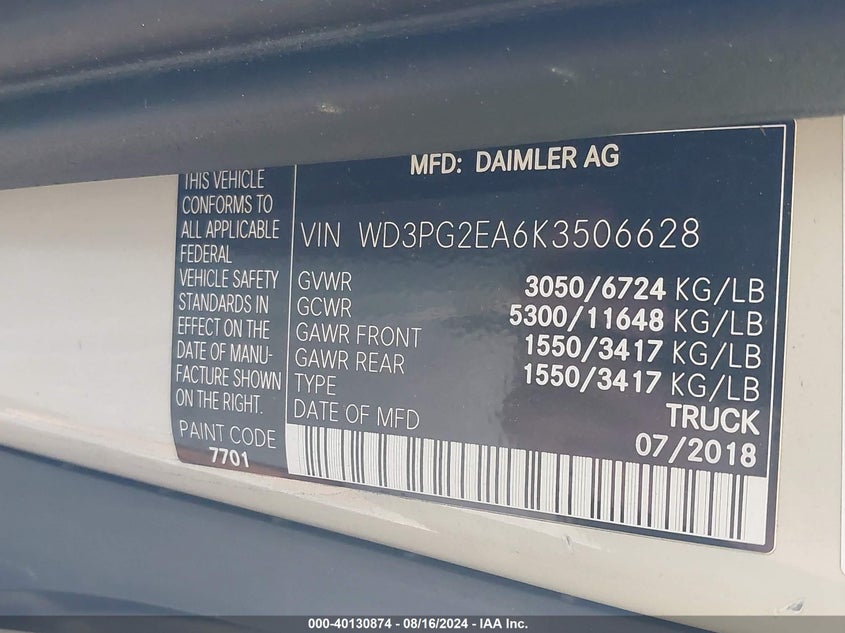 MFD: DAIMLER AG
THIS VEHICLE
CONFORMS TO
ALL APPLICABLE
FEDERAL
VEHICLE SAFETY
STANDARDS IN
EFFECT ON THE
DATE OF MANU-
FACTURE SHOWN
ON THE RIGHT.
PAINT CODE
7701
VIN WD3PG2EA6K3506628
GVWR 3050/6724 KG/LB
GCWR 5300/11648 KG/LB
GAWR FRONT 1550/3417 KG/LB
GAWR REAR 1550/3417 KG/LB
TYPE TRUCK
DATE OF MFD 07/2018
000-40130874 - 08/16/2024 - IAA Inc.